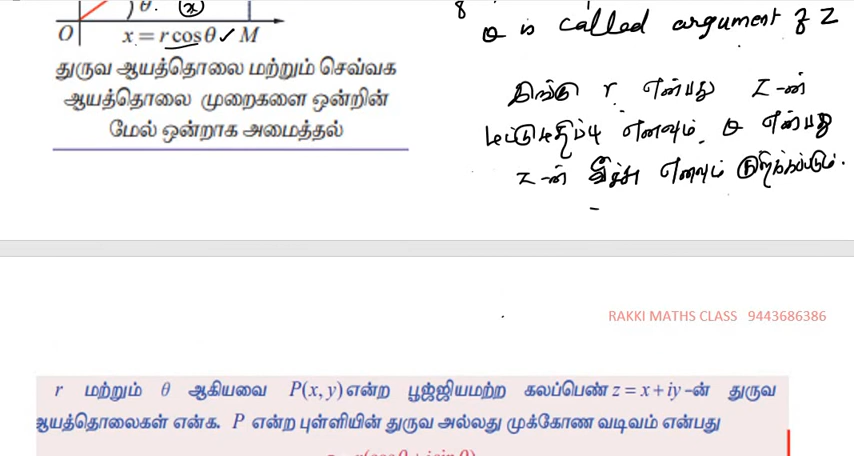 θ. (x)
O x = r cos θ ✓ M
துருவ ஆயத்தொலை மற்றும் செவ்வக
ஆயத்தொலை முறைகளை ஒன்றின்
மேல் ஒன்றாக அமைத்தல்
θ is called argument of Z
இங்கு r என்பது Z-ன்
மட்டு மதிப்பு எனவும் θ என்பது
Z-ன் வீச்சு எனவும் குறிக்கப்படும்.
RAKKI MATHS CLASS 9443686386
r மற்றும் θ ஆகியவை P(x, y) என்ற பூஜ்ஜியமற்ற கலப்பெண் z = x + iy -ன் துருவ
ஆயத்தொலைகள் என்க. P என்ற புள்ளியின் துருவ அல்லது முக்கோண வடிவம் என்பது